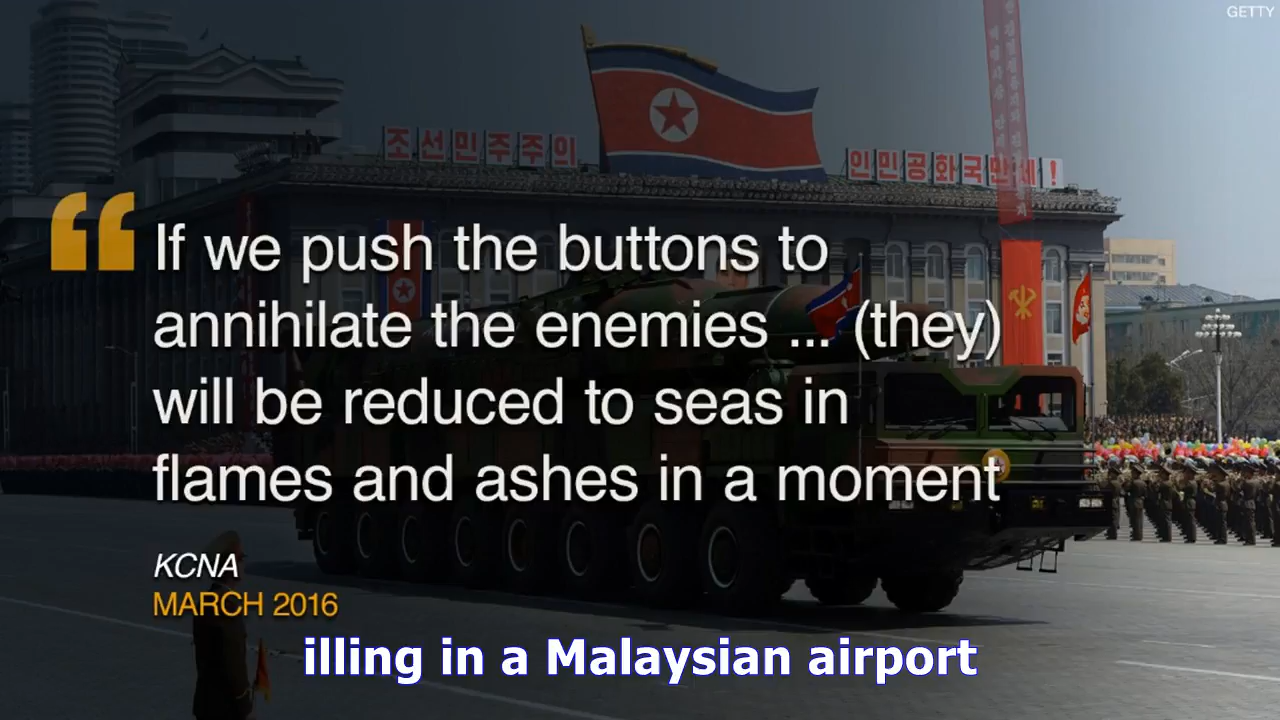 GETTY
조선민주주의
인민공화국만세!
“
If we push the buttons to
annihilate the enemies ... (they)
will be reduced to seas in
flames and ashes in a moment
KCNA
MARCH 2016
illing in a Malaysian airport